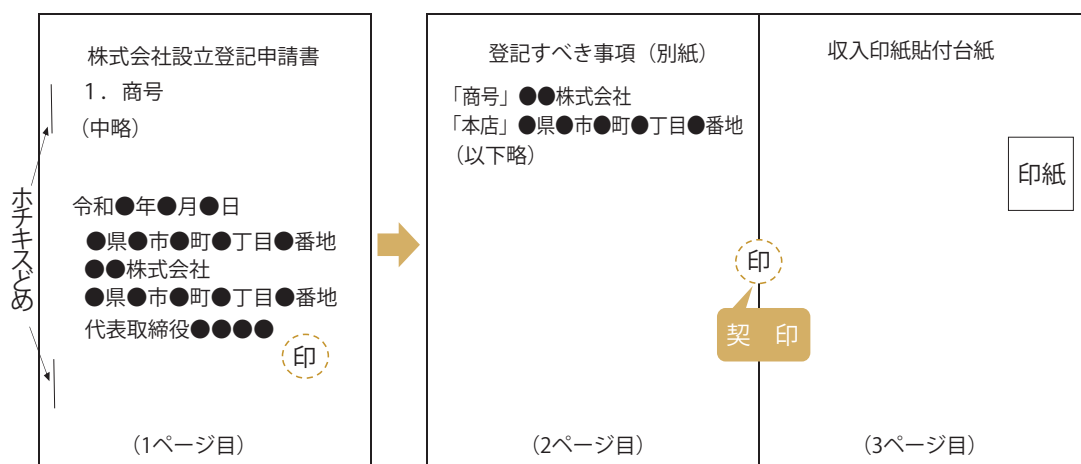 株式会社設立登記申請書
1．商号
（中略）
ホチキスどめ
令和●年●月●日
●県●市●町●丁目●番地
●●株式会社
●県●市●町●丁目●番地
代表取締役●●●●
印
（1ページ目）
登記すべき事項（別紙）
「商号」●●株式会社
「本店」●県●市●町●丁目●番地
（以下略）
印
契　印
（2ページ目）
収入印紙貼付台紙
印紙
（3ページ目）